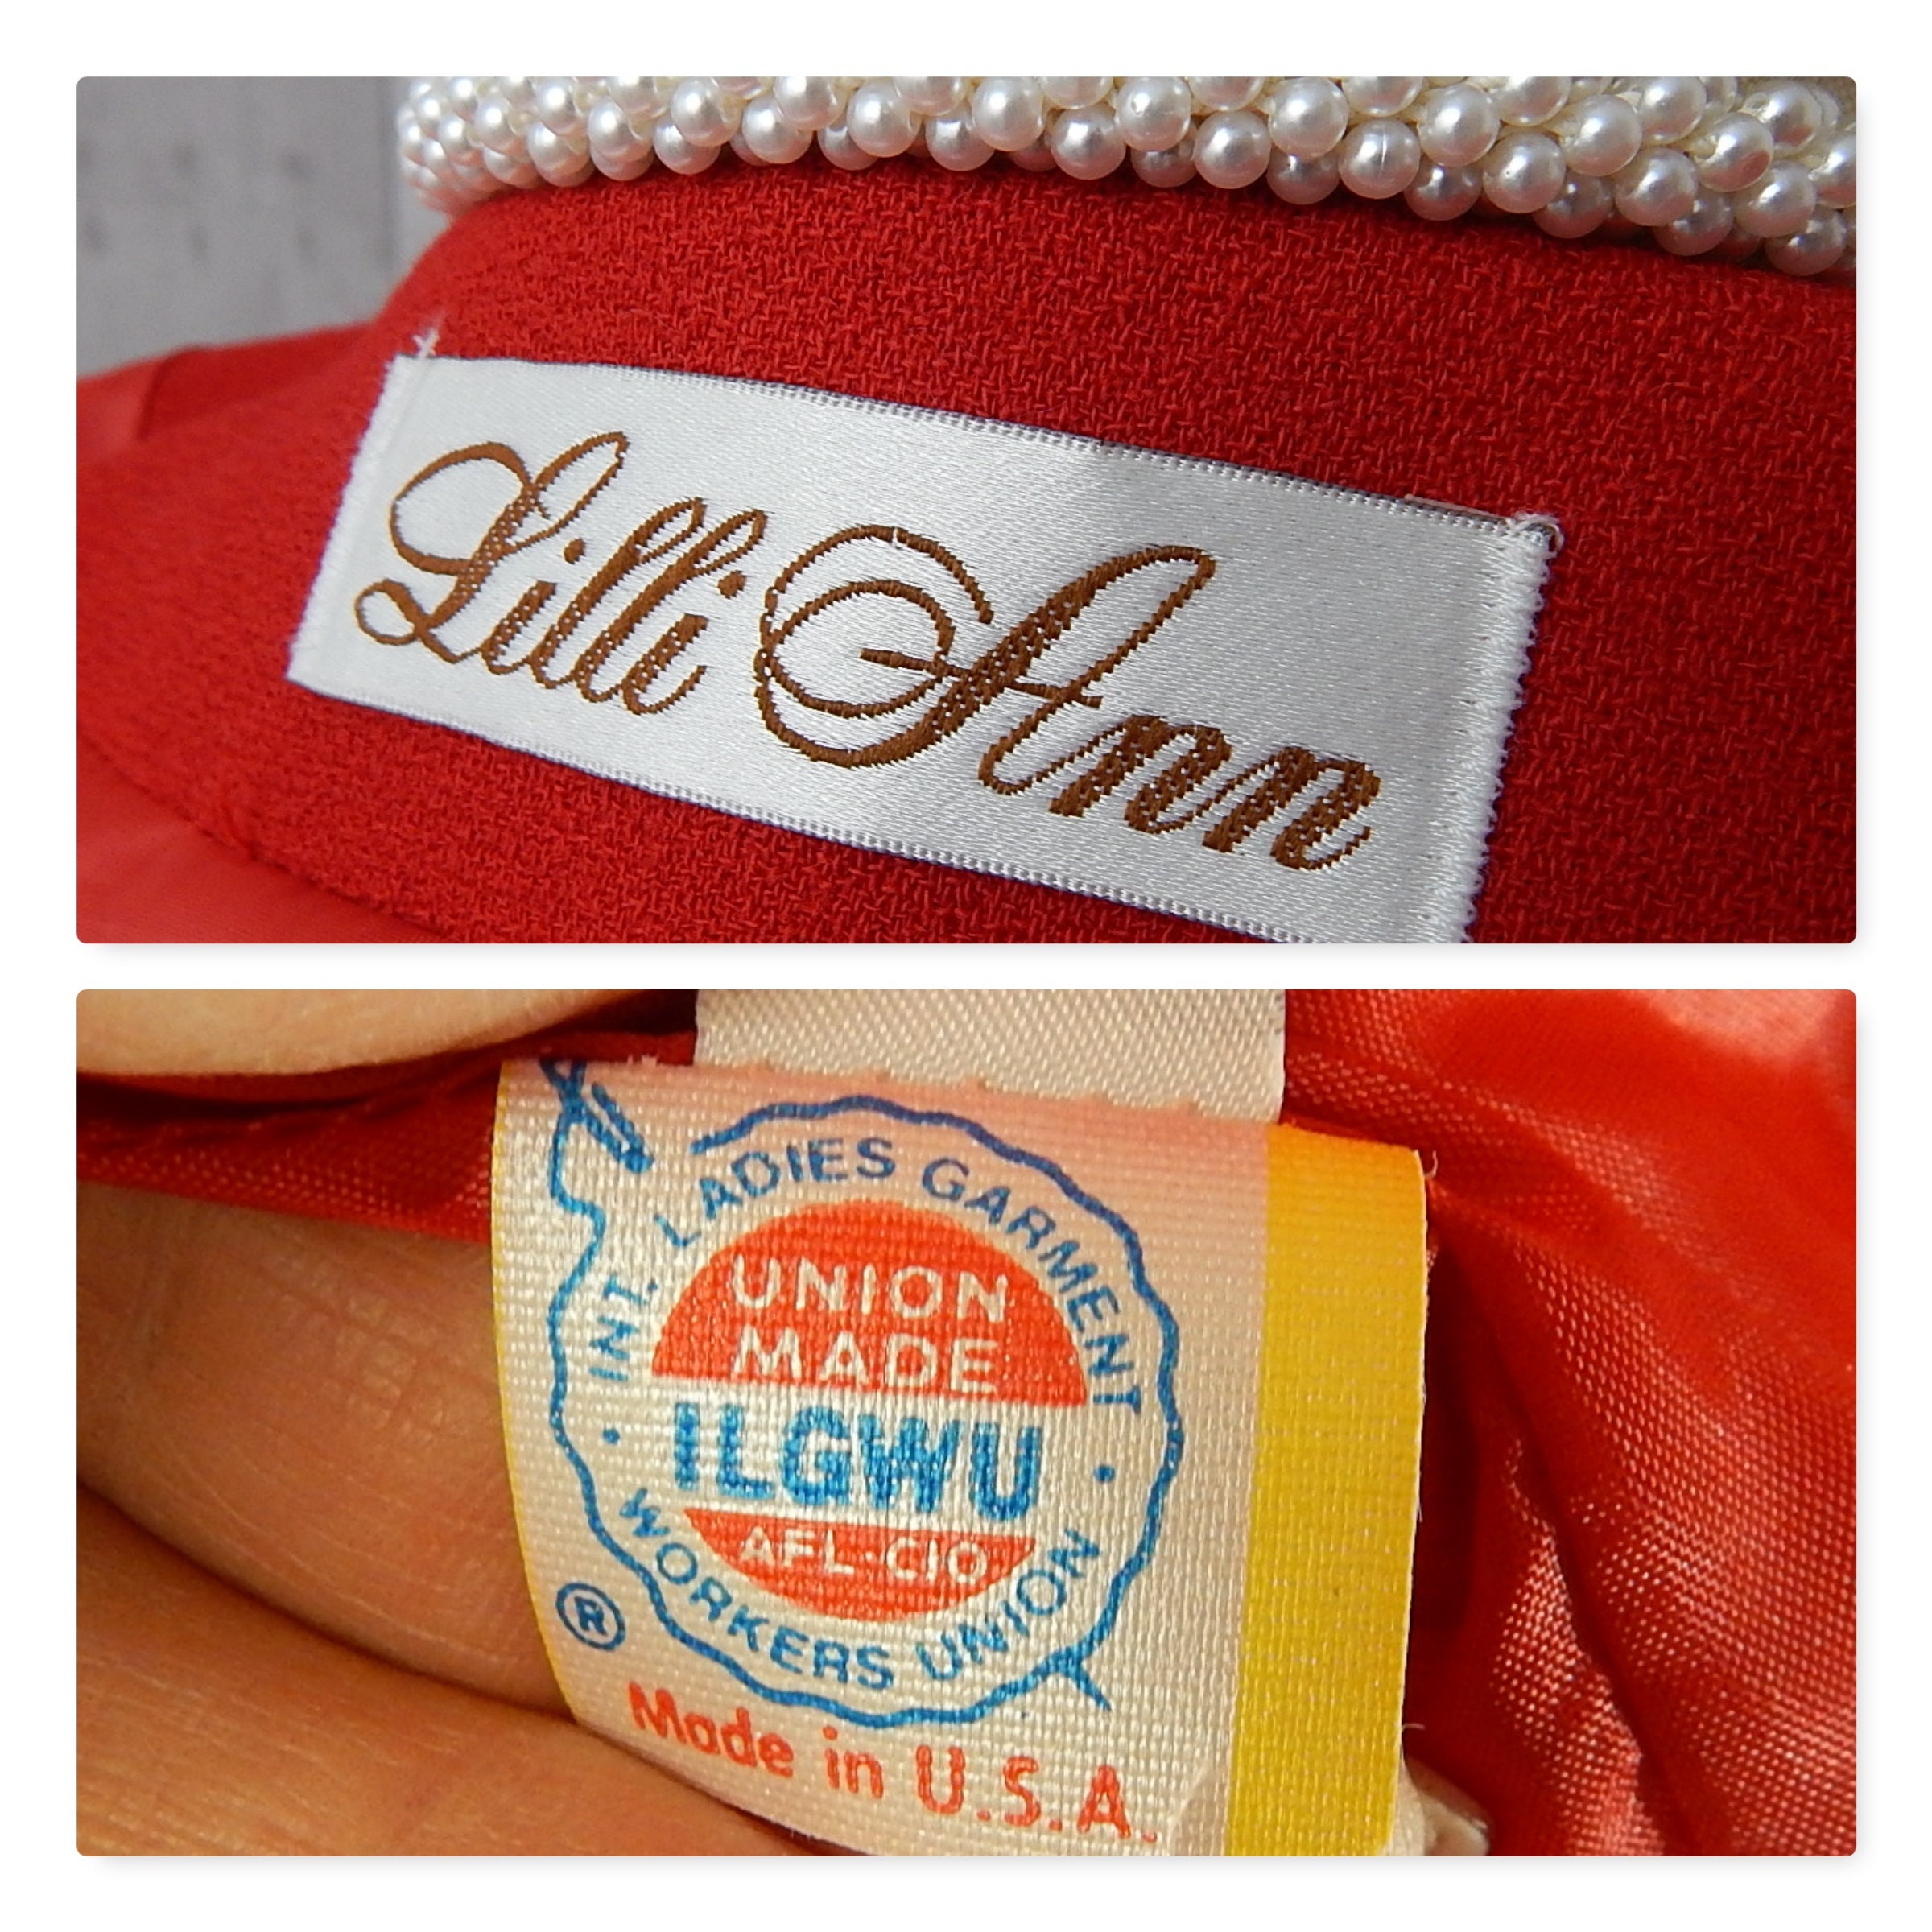 Lilli Ann
INT. LADIES GARMENT
UNION
MADE
ILGWU
AFL-CIO
WORKERS UNION
®
Made in U.S.A.